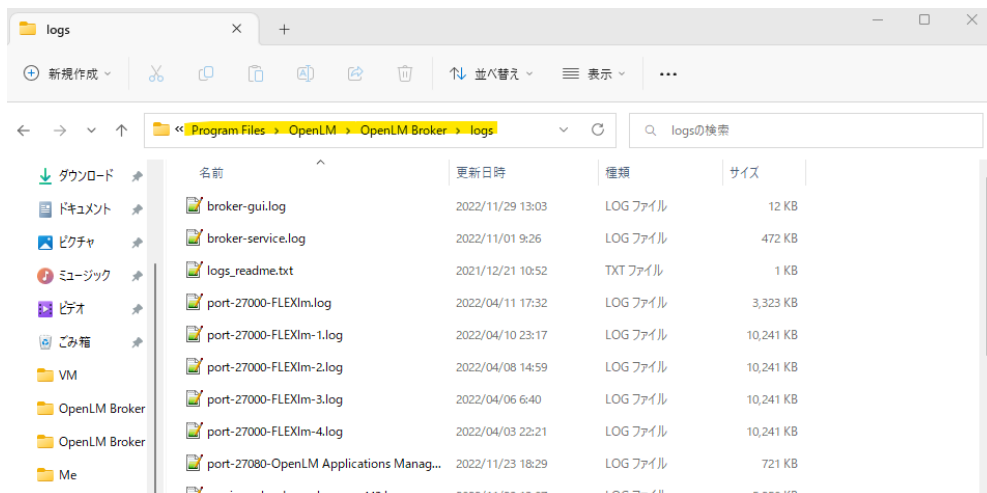 logs
新規作成
並べ替え
表示
« Program Files > OpenLM > OpenLM Broker > logs
logsの検索
ダウンロード
ドキュメント
ピクチャ
ミュージック
ビデオ
ごみ箱
VM
OpenLM Broker
OpenLM Broker
Me
名前 更新日時 種類 サイズ
broker-gui.log 2022/11/29 13:03 LOG ファイル 12 KB
broker-service.log 2022/11/01 9:26 LOG ファイル 472 KB
logs_readme.txt 2021/12/21 10:52 TXT ファイル 1 KB
port-27000-FLEXlm.log 2022/04/11 17:32 LOG ファイル 3,323 KB
port-27000-FLEXlm-1.log 2022/04/10 23:17 LOG ファイル 10,241 KB
port-27000-FLEXlm-2.log 2022/04/08 14:59 LOG ファイル 10,241 KB
port-27000-FLEXlm-3.log 2022/04/06 6:40 LOG ファイル 10,241 KB
port-27000-FLEXlm-4.log 2022/04/03 22:21 LOG ファイル 10,241 KB
port-27080-OpenLM Applications Manag... 2022/11/23 18:29 LOG ファイル 721 KB